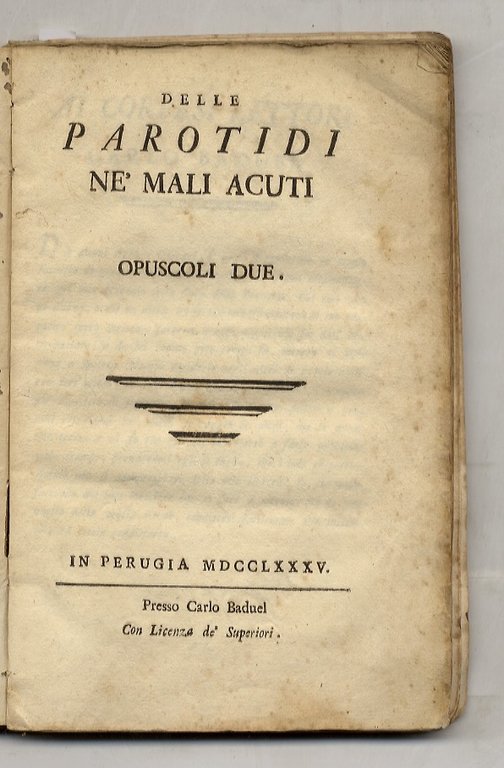 DELLE
PAROTIDI
NE' MALI ACUTI
OPUSCOLI DUE.
IN PERUGIA MDCCLXXXV.
Presso Carlo Baduel
Con Licenza de' Superiori.